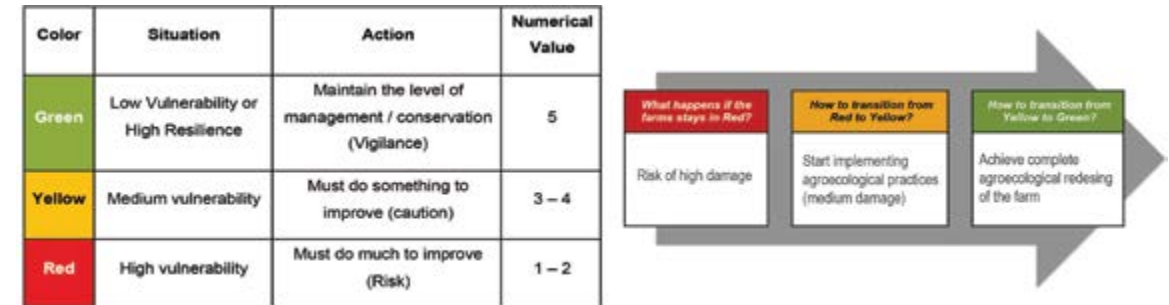 Color
Situation
Action
Numerical
Value
Green
Low Vulnerability or
High Resilience
Maintain the level of
management / conservation
(Vigilance)
5
Yellow
Medium vulnerability
Must do something to
improve (caution)
3 – 4
Red
High vulnerability
Must do much to improve
(Risk)
1 – 2
What happens if the
farms stays in Red?
Risk of high damage
How to transition from
Red to Yellow?
Start implementing
agroecological practices
(medium damage)
How to transition from
Yellow to Green?
Achieve complete
agroecological redesing
of the farm